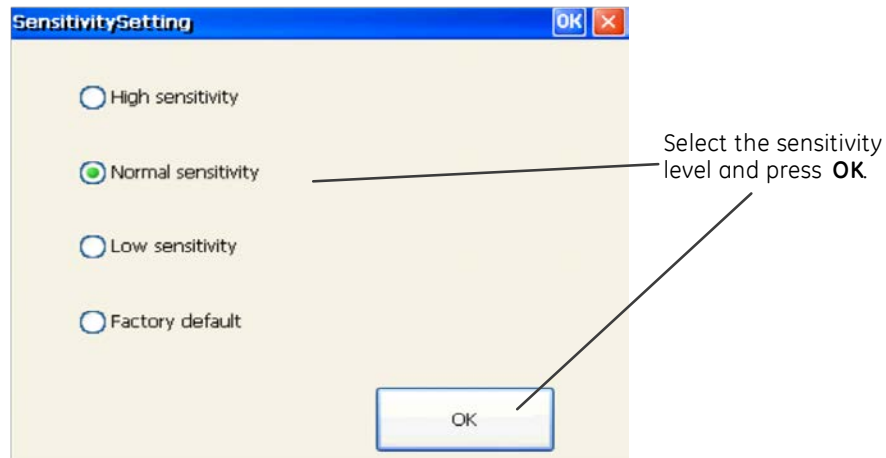 SensitivitySetting OK
High sensitivity
Normal sensitivity
Select the sensitivity
level and press OK.
Low sensitivity
Factory default
OK